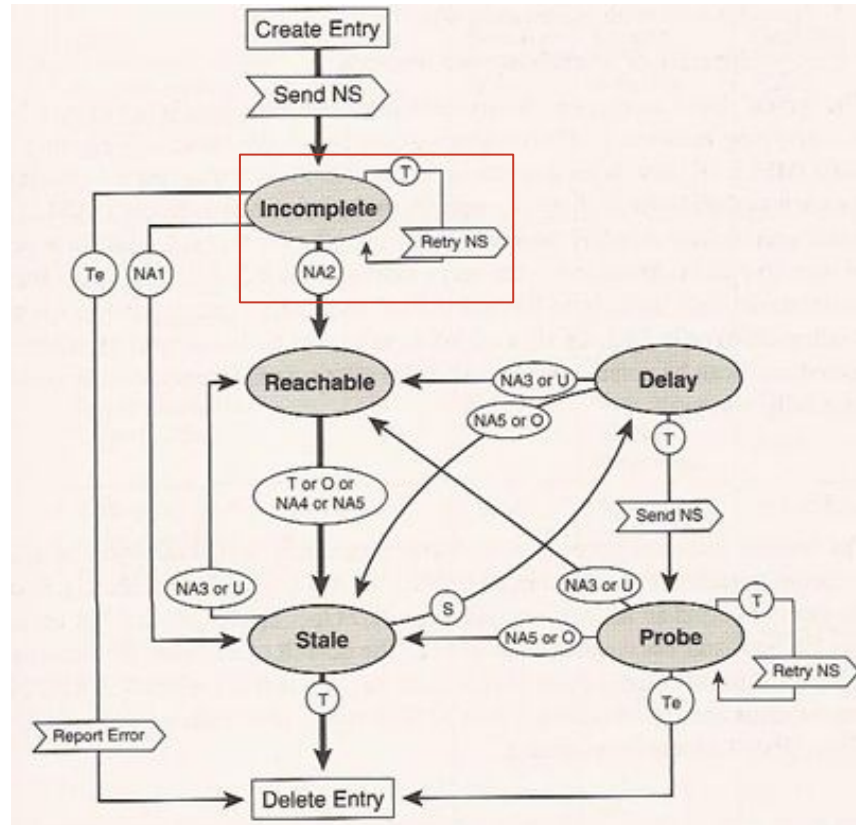 Create Entry
Send NS
T
Incomplete
Retry NS
Te
NA1
NA2
Reachable
NA3 or U
Delay
NA5 or O
T
T or O or
NA4 or NA5
Send NS
NA3 or U
NA3 or U
S
T
Stale
NA5 or O
Probe
Retry NS
T
Te
Report Error
Delete Entry